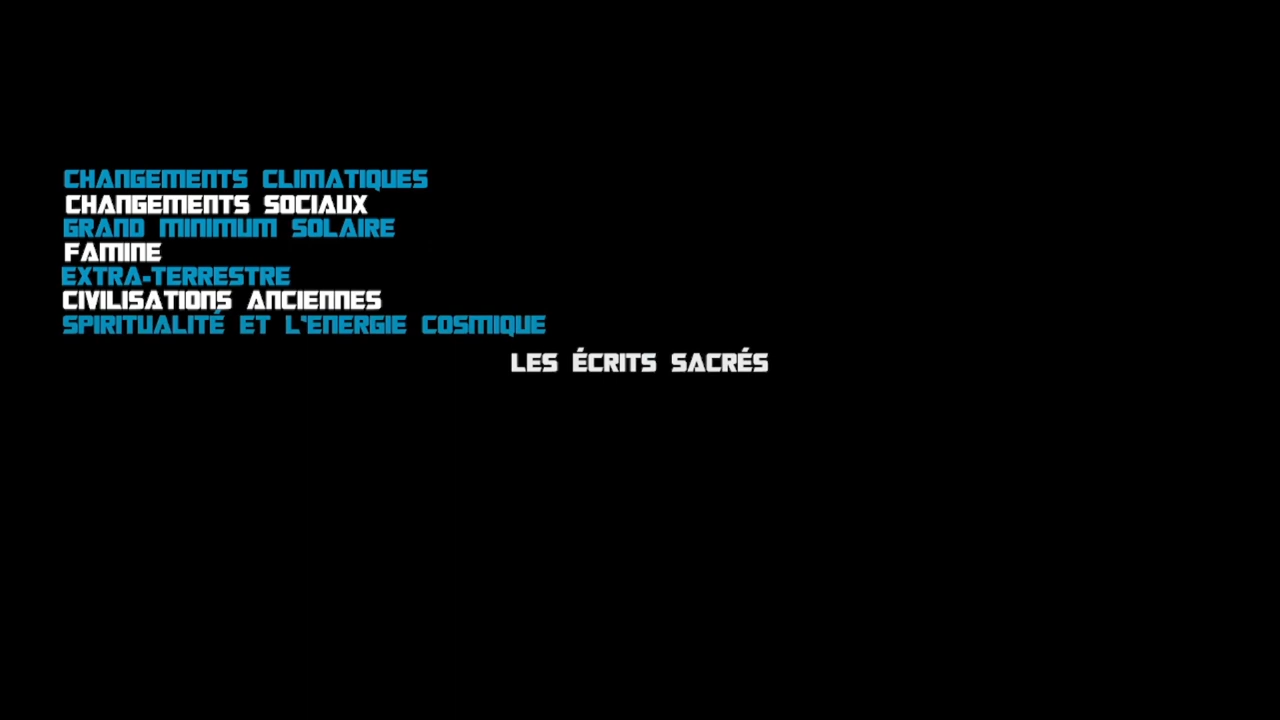 CHANGEMENTS CLIMATIQUES
CHANGEMENTS SOCIAUX
GRAND MINIMUM SOLAIRE
FAMINE
EXTRA-TERRESTRE
CIVILISATIONS ANCIENNES
SPIRITUALITÉ ET L'ENERGIE COSMIQUE
LES ÉCRITS SACRÉS